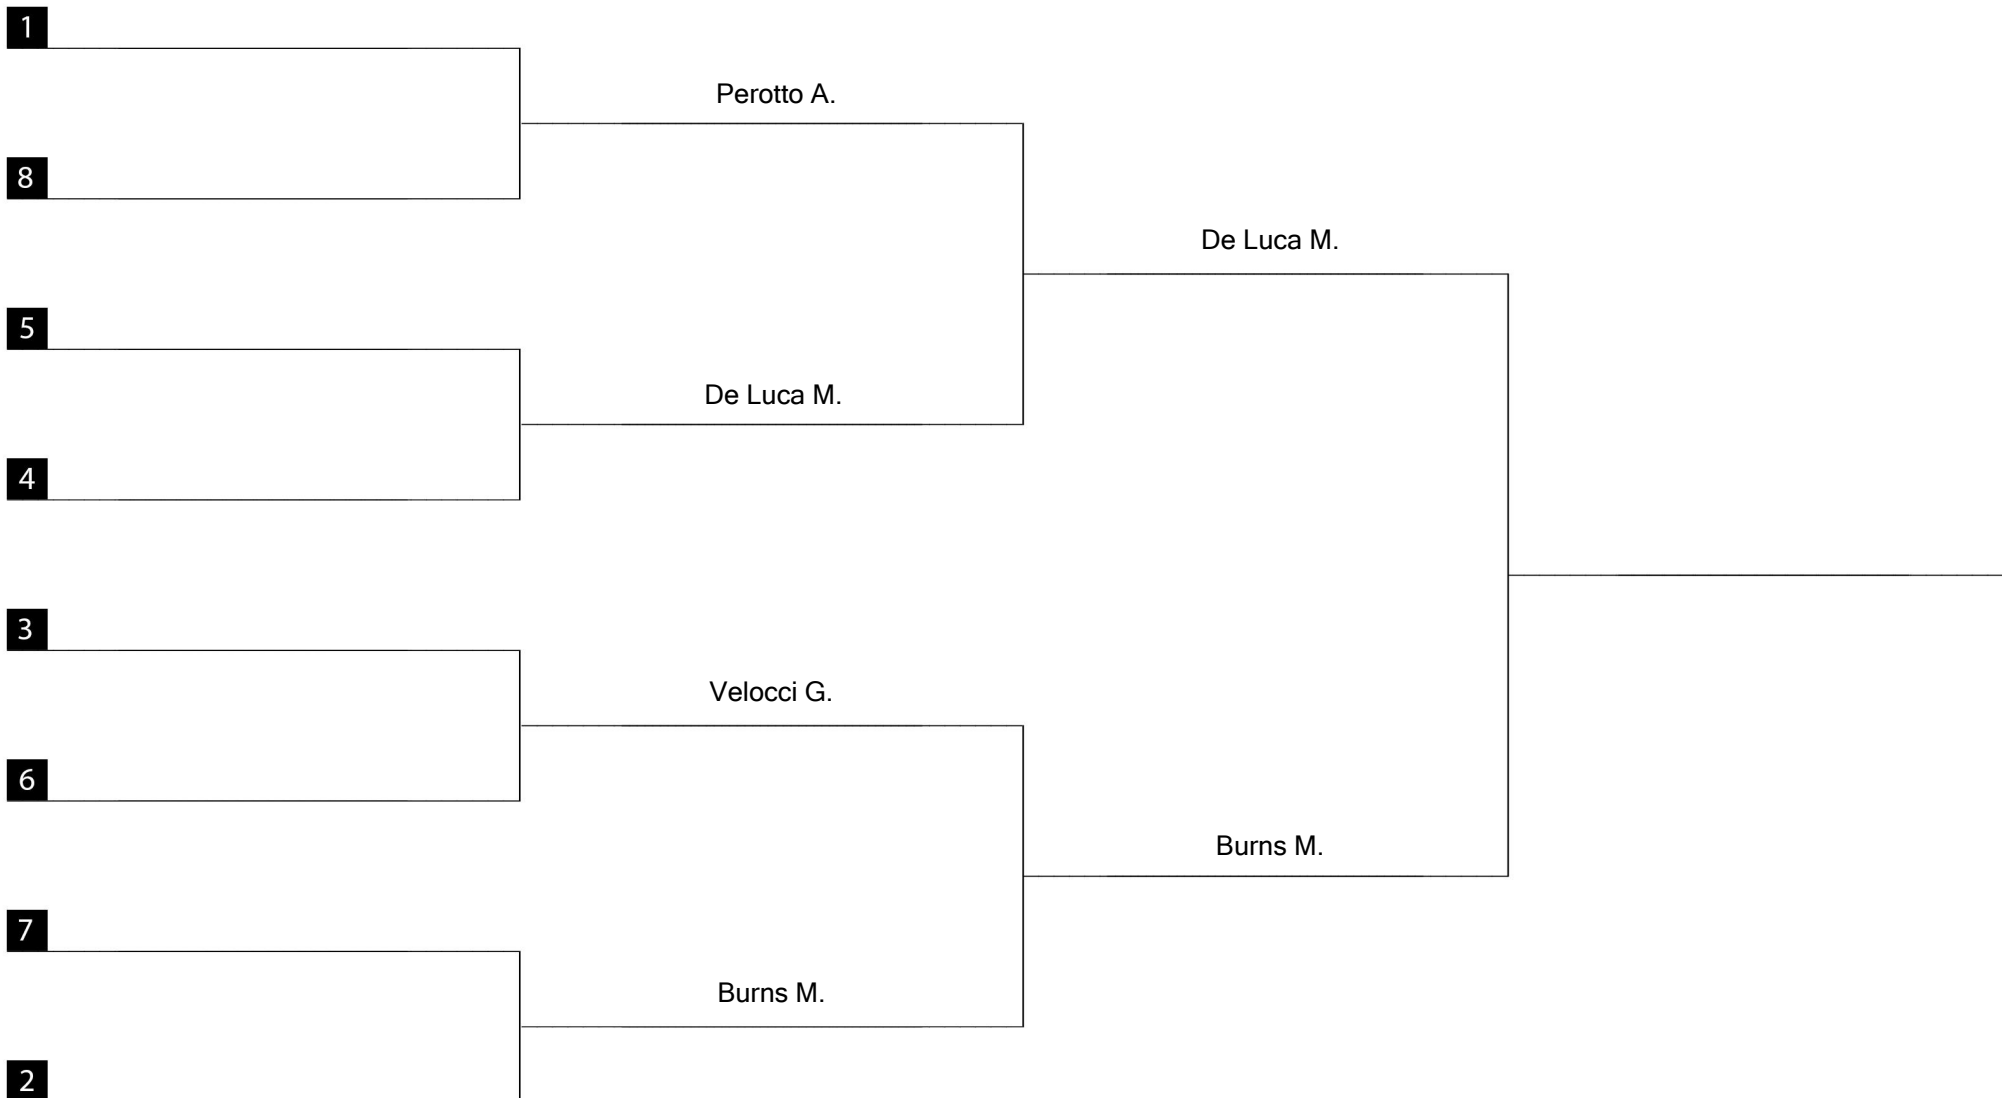 1
Perotto A.
8
De Luca M.
5
De Luca M.
4
3
Velocci G.
6
Burns M.
7
Burns M.
2